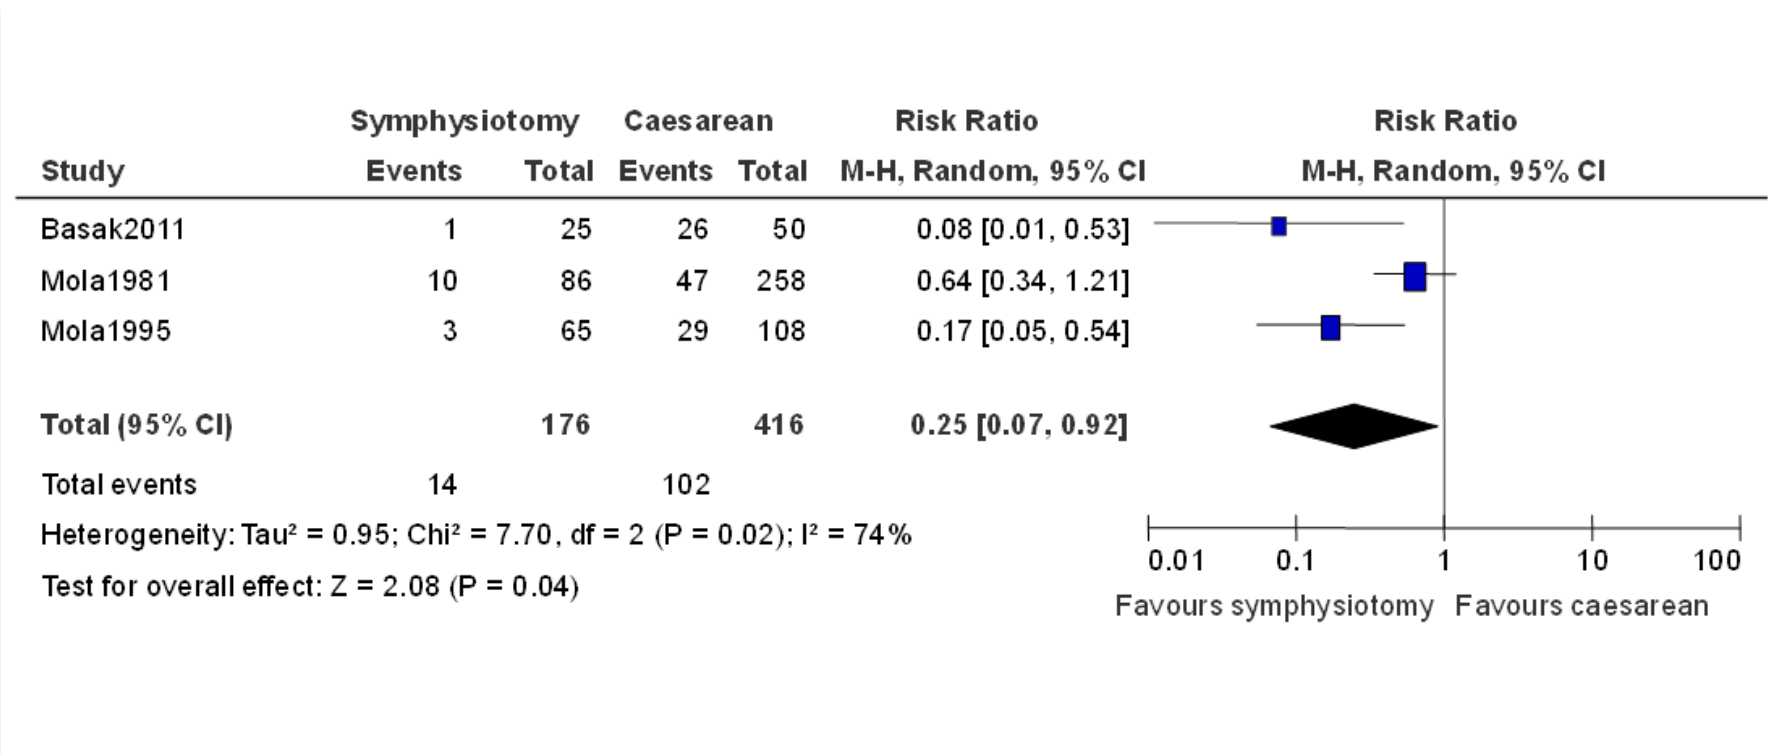 Symphysiotomy Caesarean Risk Ratio Risk Ratio
Study Events Total Events Total M-H, Random, 95% CI M-H, Random, 95% CI
Basak2011 1 25 26 50 0.08 [0.01, 0.53]
Mola1981 10 86 47 258 0.64 [0.34, 1.21]
Mola1995 3 65 29 108 0.17 [0.05, 0.54]
Total (95% CI) 176 416 0.25 [0.07, 0.92]
Total events 14 102
Heterogeneity: Tau² = 0.95; Chi² = 7.70, df = 2 (P = 0.02); I² = 74%
Test for overall effect: Z = 2.08 (P = 0.04)
0.01 0.1 1 10 100
Favours symphysiotomy Favours caesarean